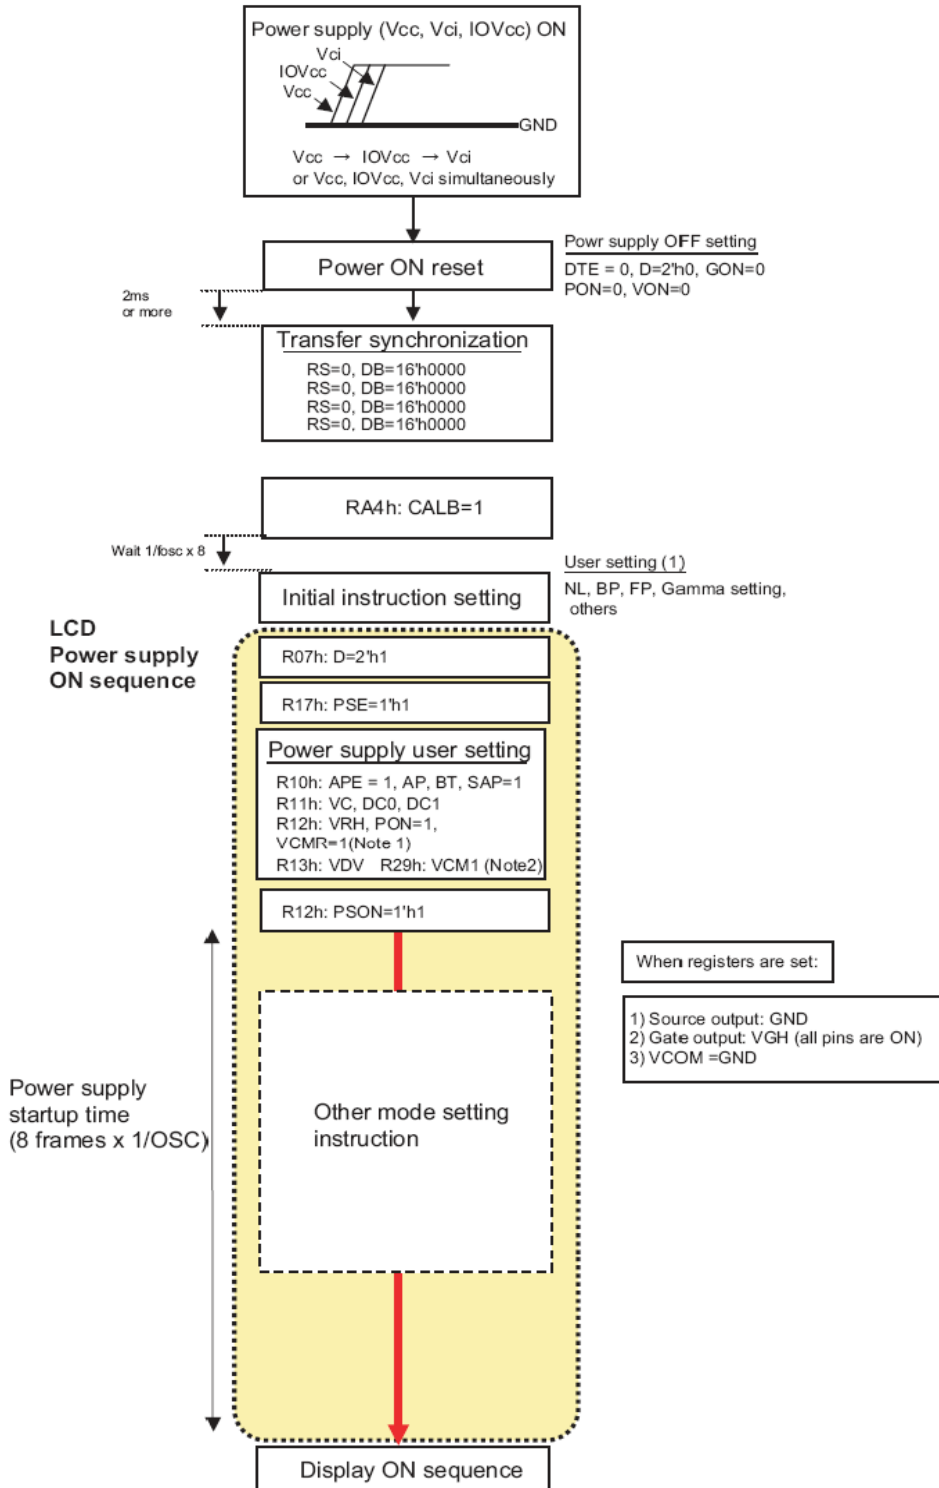 Power supply (Vcc, Vci, IOVcc) ON
Vci
IOVcc
Vcc
GND
Vcc → IOVcc → Vci
or Vcc, IOVcc, Vci simultaneously
Power ON reset
Powr supply OFF setting
DTE = 0, D=2'h0, GON=0
PON=0, VON=0
2ms
or more
Transfer synchronization
RS=0, DB=16'h0000
RS=0, DB=16'h0000
RS=0, DB=16'h0000
RS=0, DB=16'h0000
RA4h: CALB=1
Wait 1/fosc x 8
User setting (1)
NL, BP, FP, Gamma setting,
others
Initial instruction setting
LCD
Power supply
ON sequence
R07h: D=2'h1
R17h: PSE=1'h1
Power supply user setting
R10h: APE = 1, AP, BT, SAP=1
R11h: VC, DC0, DC1
R12h: VRH, PON=1,
VCMR=1(Note 1)
R13h: VDV R29h: VCM1 (Note2)
R12h: PSON=1'h1
When registers are set:
1) Source output: GND
2) Gate output: VGH (all pins are ON)
3) VCOM =GND
Power supply
startup time
(8 frames x 1/OSC)
Other mode setting
instruction
Display ON sequence